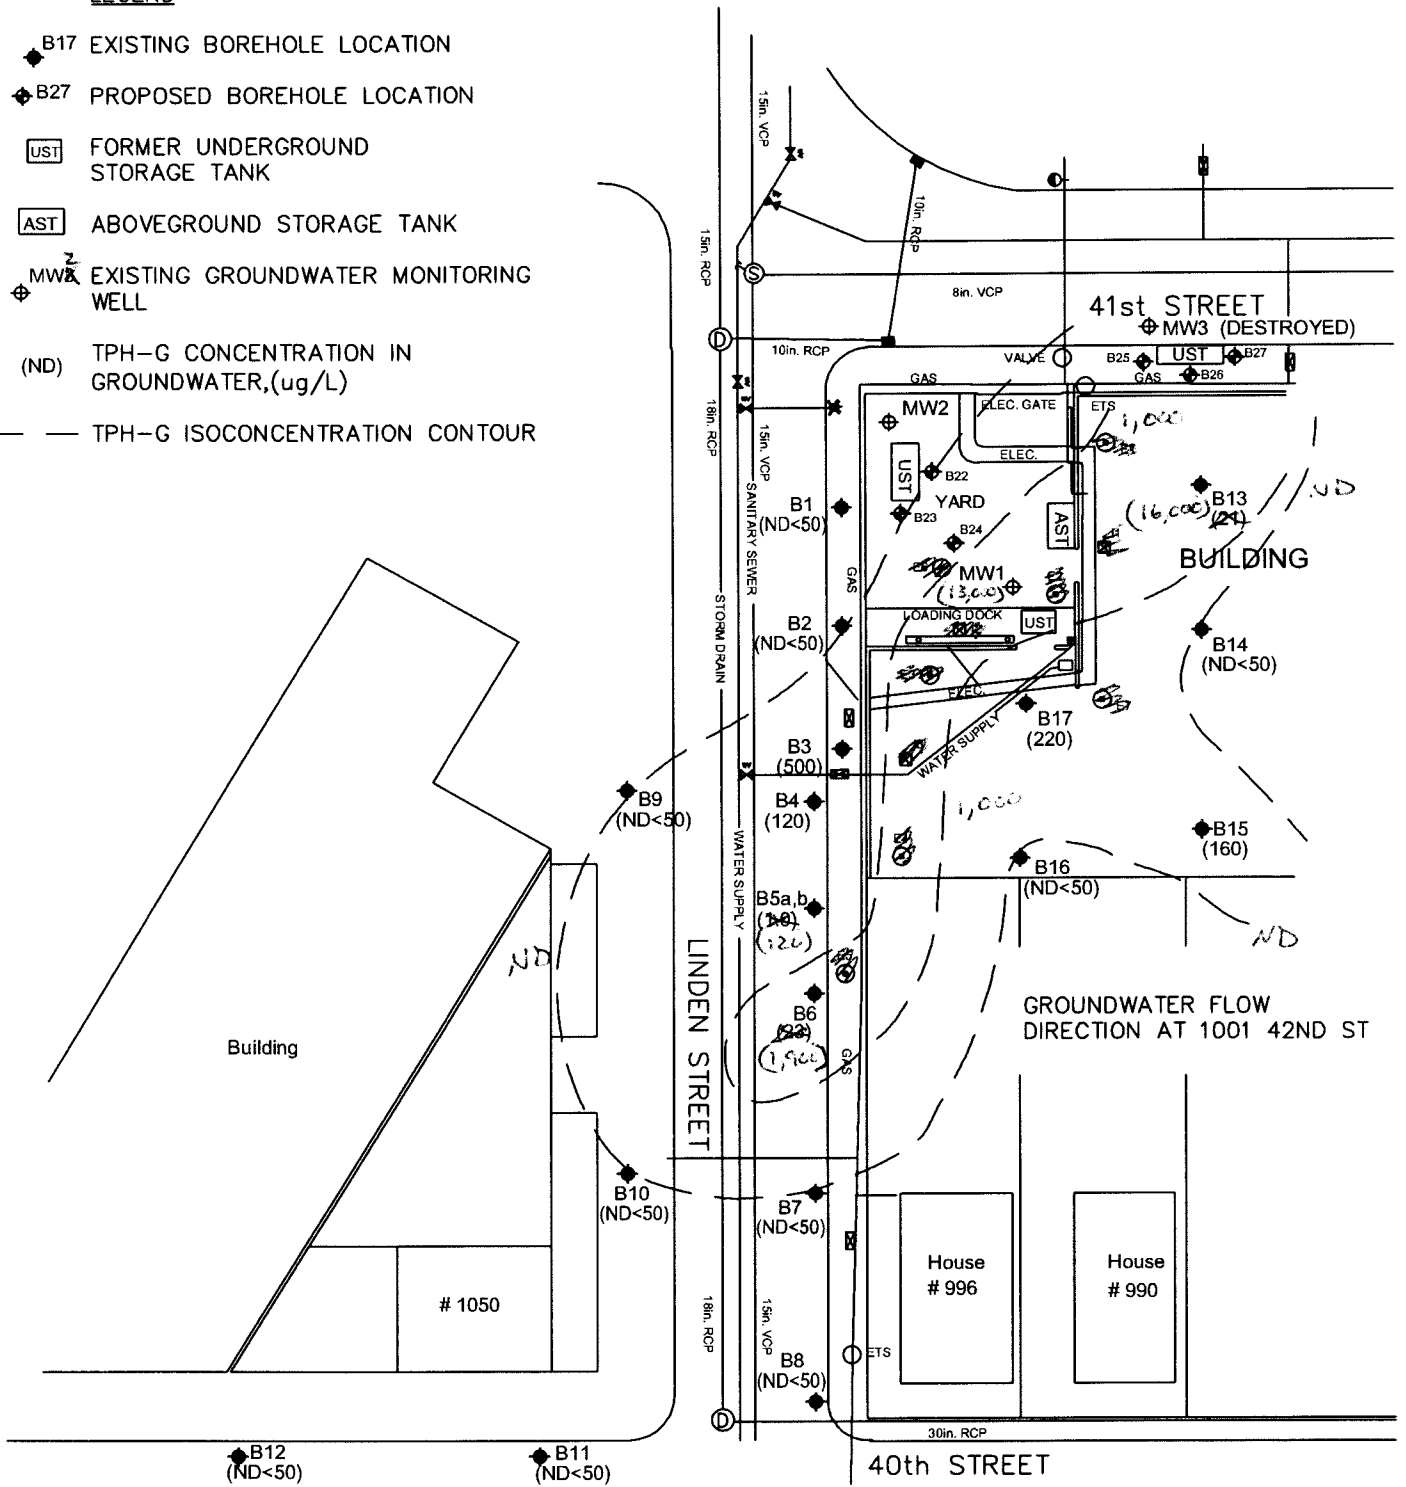 LEGEND
B17 EXISTING BOREHOLE LOCATION
B27 PROPOSED BOREHOLE LOCATION
UST FORMER UNDERGROUND
STORAGE TANK
AST ABOVEGROUND STORAGE TANK
MW2 EXISTING GROUNDWATER MONITORING
WELL
(ND) TPH-G CONCENTRATION IN
GROUNDWATER,(ug/L)
TPH-G ISOCONCENTRATION CONTOUR
15in. VCP
15in. RCP
10in. RCP
S
8in. VCP
41st STREET
MW3 (DESTROYED)
D
10in. RCP
VALVE
B25
UST
B27
B26
GAS
GAS
18in. RCP
15in. VCP
MW2
ELEC. GATE
ETS
1,000
ELEC.
UST
B22
YARD
B23
B24
AST
B1
(ND<50)
SANITARY SEWER
GAS
B13
(16,000) (21)
ND
BUILDING
MW1
(13,000)
LOADING DOCK
UST
STORM DRAIN
B2
(ND<50)
B14
(ND<50)
ELEC.
B17
(220)
WATER SUPPLY
B3
(500)
B9
(ND<50)
B4
(120)
1,000
B15
(160)
B16
(ND<50)
WATER SUPPLY
B5a,b
(120)
ND
ND
LINDEN STREET
B6
(93)
(1,900)
GAS
GROUNDWATER FLOW
DIRECTION AT 1001 42ND ST
Building
B10
(ND<50)
B7
(ND<50)
House
# 996
House
# 990
# 1050
18in. RCP
15in. VCP
ETS
B8
(ND<50)
D
30in. RCP
B12
(ND<50)
B11
(ND<50)
40th STREET